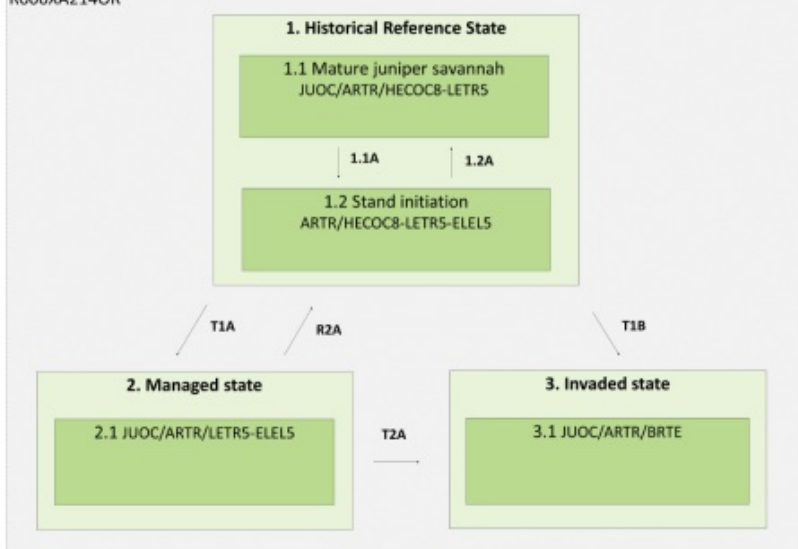 1. Historical Reference State
1.1 Mature juniper savannah
JUOC/ARTR/HECOC8-LETR5
1.1A
1.2A
1.2 Stand initiation
ARTR/HECOC8-LETR5-ELEL5
T1A
R2A
T1B
2. Managed state
2.1 JUOC/ARTR/LETR5-ELEL5
T2A
3. Invaded state
3.1 JUOC/ARTR/BRTE